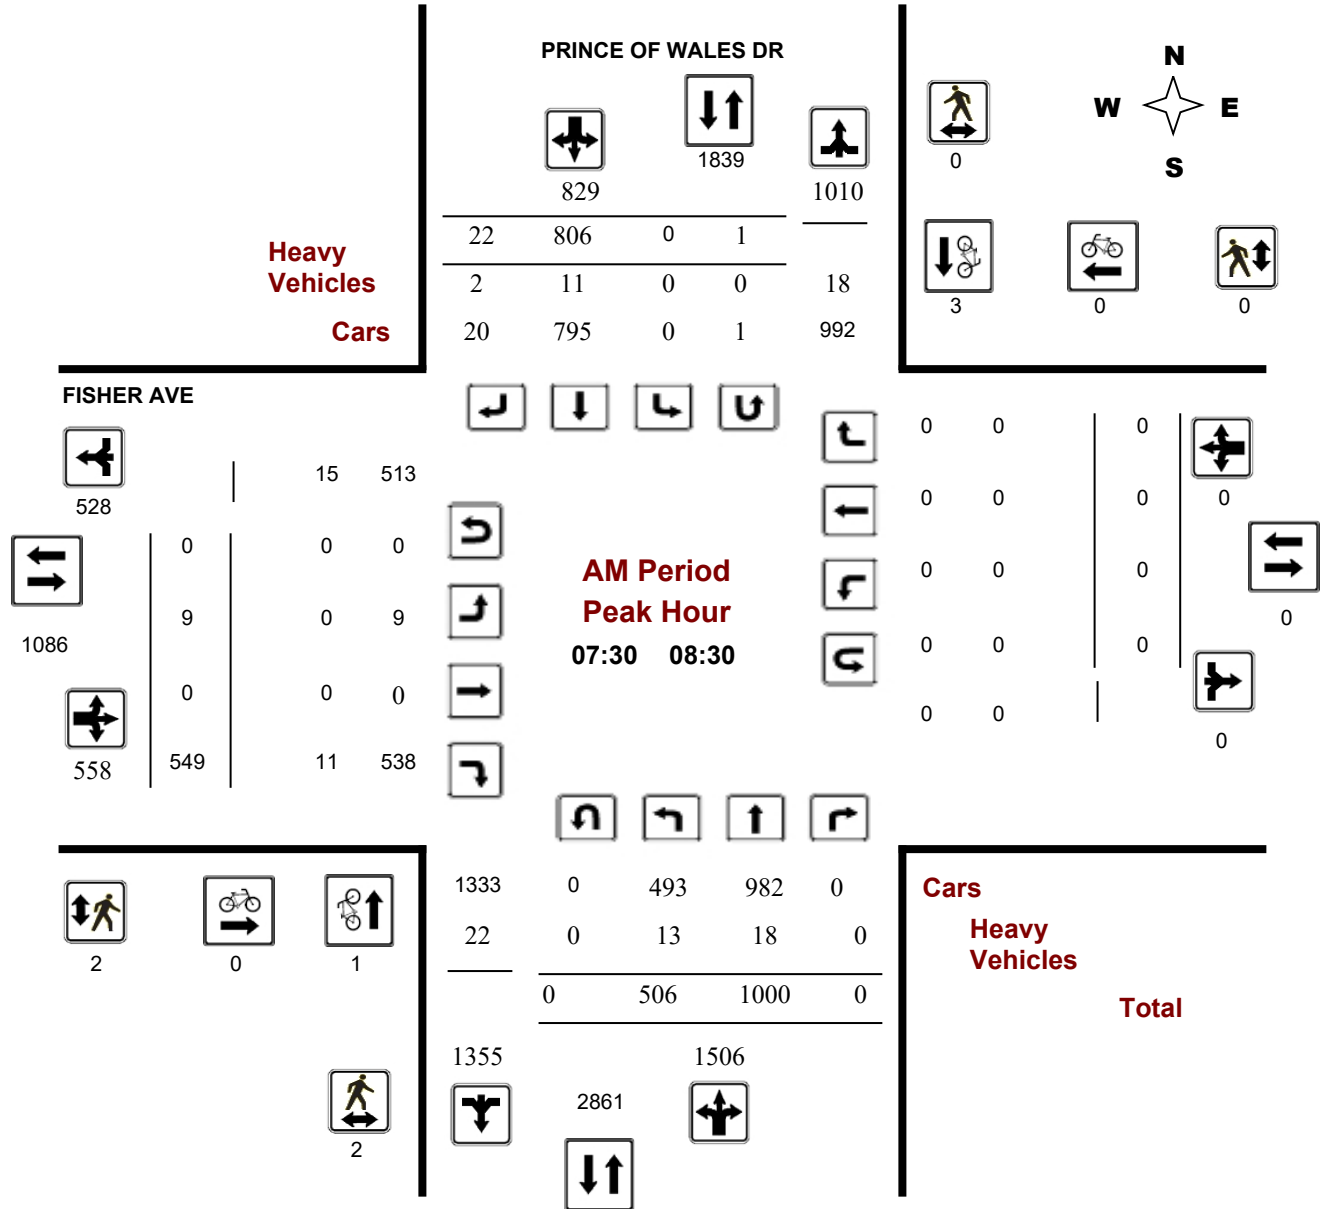 PRINCE OF WALES DR
N
W E
S
1839
829 1010
0
22 806 0 1
Heavy
Vehicles 2 11 0 0 18
3 0 0
Cars 20 795 0 1 992
FISHER AVE
0 0 0
15 513
528
0 0 0 0
0 0 0
AM Period
0 0 0
9 0 9
Peak Hour
0
1086
07:30 08:30
0 0 0
0 0 0
0 0
0
558 549 11 538
1333 0 493 982 0 Cars
22 0 13 18 0 Heavy
Vehicles
2 0 1
0 506 1000 0 Total
1355 1506
2861
2